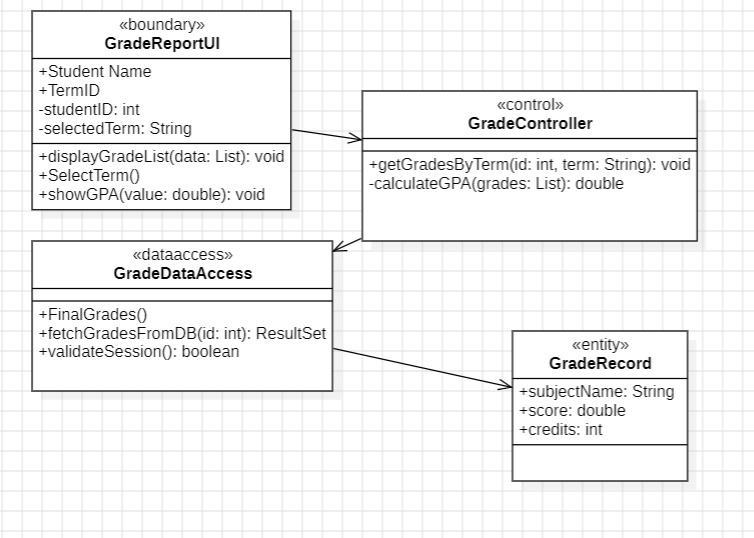 «boundary»
GradeReportUI
+Student Name
+TermID
-studentID: int
-selectedTerm: String
+displayGradeList(data: List): void
+SelectTerm()
+showGPA(value: double): void
«control»
GradeController
+getGradesByTerm(id: int, term: String): void
-calculateGPA(grades: List): double
«dataaccess»
GradeDataAccess
+FinalGrades()
+fetchGradesFromDB(id: int): ResultSet
+validateSession(): boolean
«entity»
GradeRecord
+subjectName: String
+score: double
+credits: int